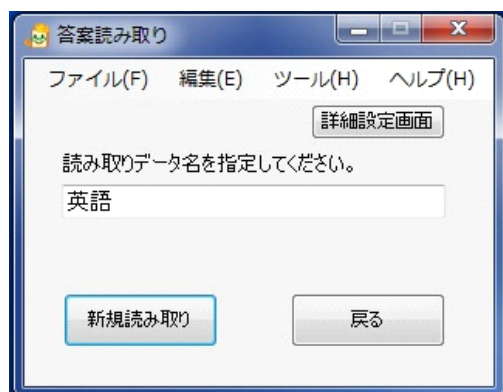 答案読み取り
ファイル(F) 編集(E) ツール(H) ヘルプ(H)
詳細設定画面
読み取りデータ名を指定してください。
英語
新規読み取り 戻る